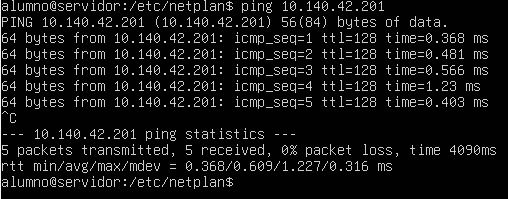 alumno@servidor:/etc/netplan$ ping 10.140.42.201
PING 10.140.42.201 (10.140.42.201) 56(84) bytes of data.
64 bytes from 10.140.42.201: icmp_seq=1 ttl=128 time=0.368 ms
64 bytes from 10.140.42.201: icmp_seq=2 ttl=128 time=0.481 ms
64 bytes from 10.140.42.201: icmp_seq=3 ttl=128 time=0.566 ms
64 bytes from 10.140.42.201: icmp_seq=4 ttl=128 time=1.23 ms
64 bytes from 10.140.42.201: icmp_seq=5 ttl=128 time=0.403 ms
^C
--- 10.140.42.201 ping statistics ---
5 packets transmitted, 5 received, 0% packet loss, time 4090ms
rtt min/avg/max/mdev = 0.368/0.609/1.227/0.316 ms
alumno@servidor:/etc/netplan$